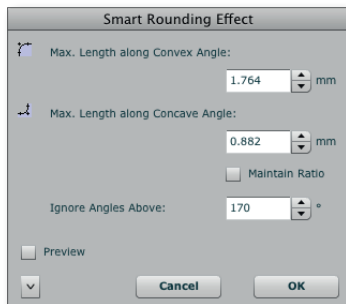 Smart Rounding Effect
Max. Length along Convex Angle:
1.764 mm
Max. Length along Concave Angle:
0.882 mm
Maintain Ratio
Ignore Angles Above: 170 °
Preview
Cancel OK